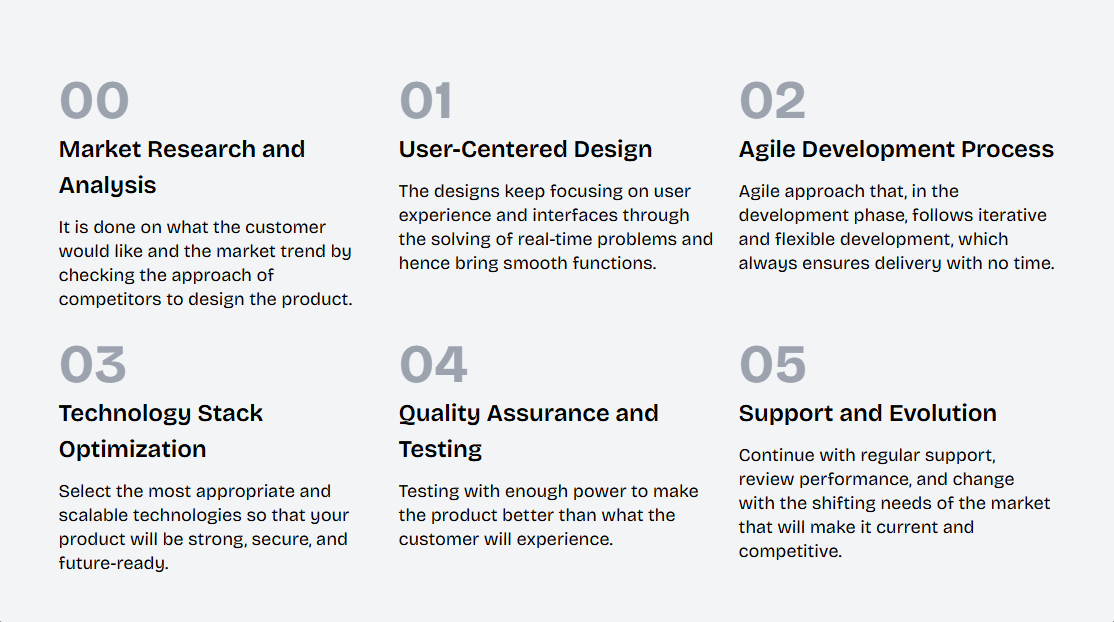 00
Market Research and
Analysis
It is done on what the customer
would like and the market trend by
checking the approach of
competitors to design the product.
01
User-Centered Design
The designs keep focusing on user
experience and interfaces through
the solving of real-time problems and
hence bring smooth functions.
02
Agile Development Process
Agile approach that, in the
development phase, follows iterative
and flexible development, which
always ensures delivery with no time.
03
Technology Stack
Optimization
Select the most appropriate and
scalable technologies so that your
product will be strong, secure, and
future-ready.
04
Quality Assurance and
Testing
Testing with enough power to make
the product better than what the
customer will experience.
05
Support and Evolution
Continue with regular support,
review performance, and change
with the shifting needs of the market
that will make it current and
competitive.